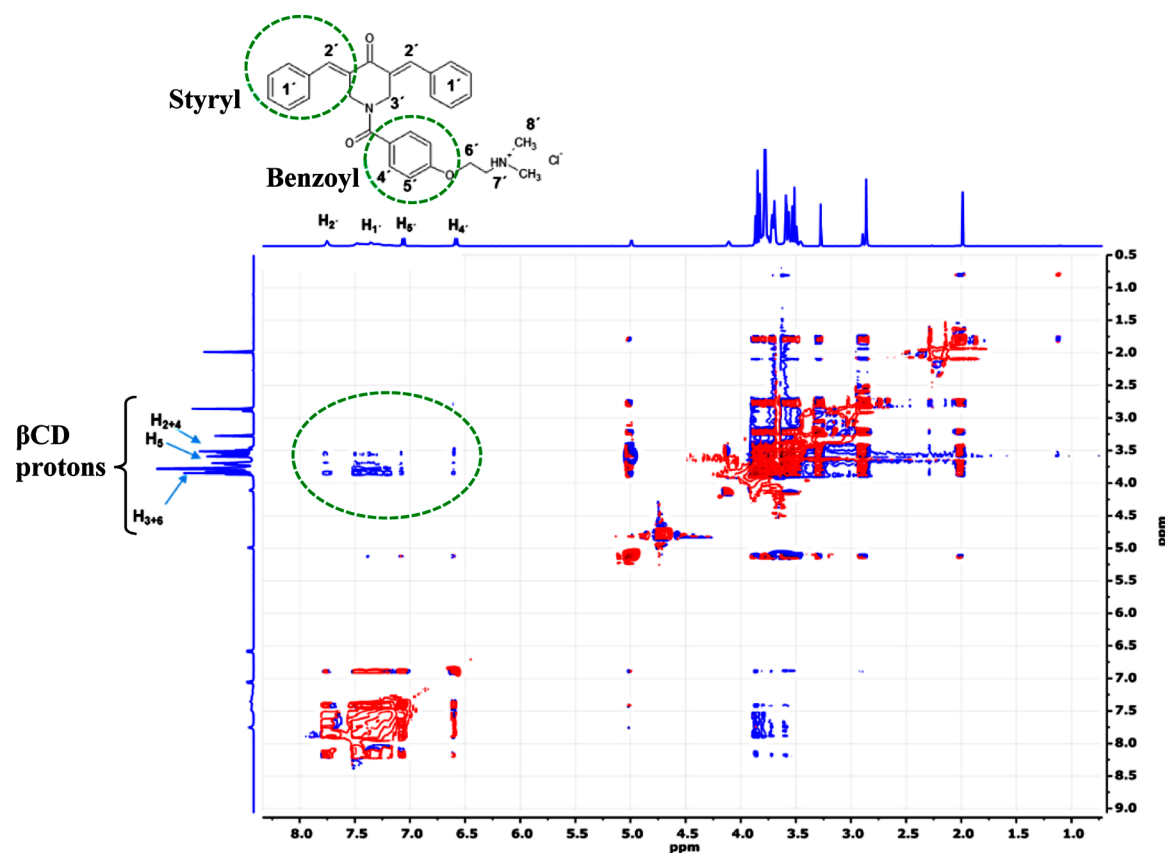 O
2´
2´
1´
1´
Styryl
N
3´
O
8´
6´
CH₃
HN⁺
Cl⁻
Benzoyl
4´
5´
O
7´
CH₃
H₂´
H₁´
H₅´
H₄´
0.5
1.0
1.5
2.0
2.5
3.0
3.5
4.0
4.5
5.0
5.5
6.0
6.5
7.0
7.5
8.0
8.5
9.0
ppm
βCD
protons
H₂₊₄
H₅
H₃₊₆
8.0 7.5 7.0 6.5 6.0 5.5 5.0 4.5 4.0 3.5 3.0 2.5 2.0 1.5 1.0
ppm